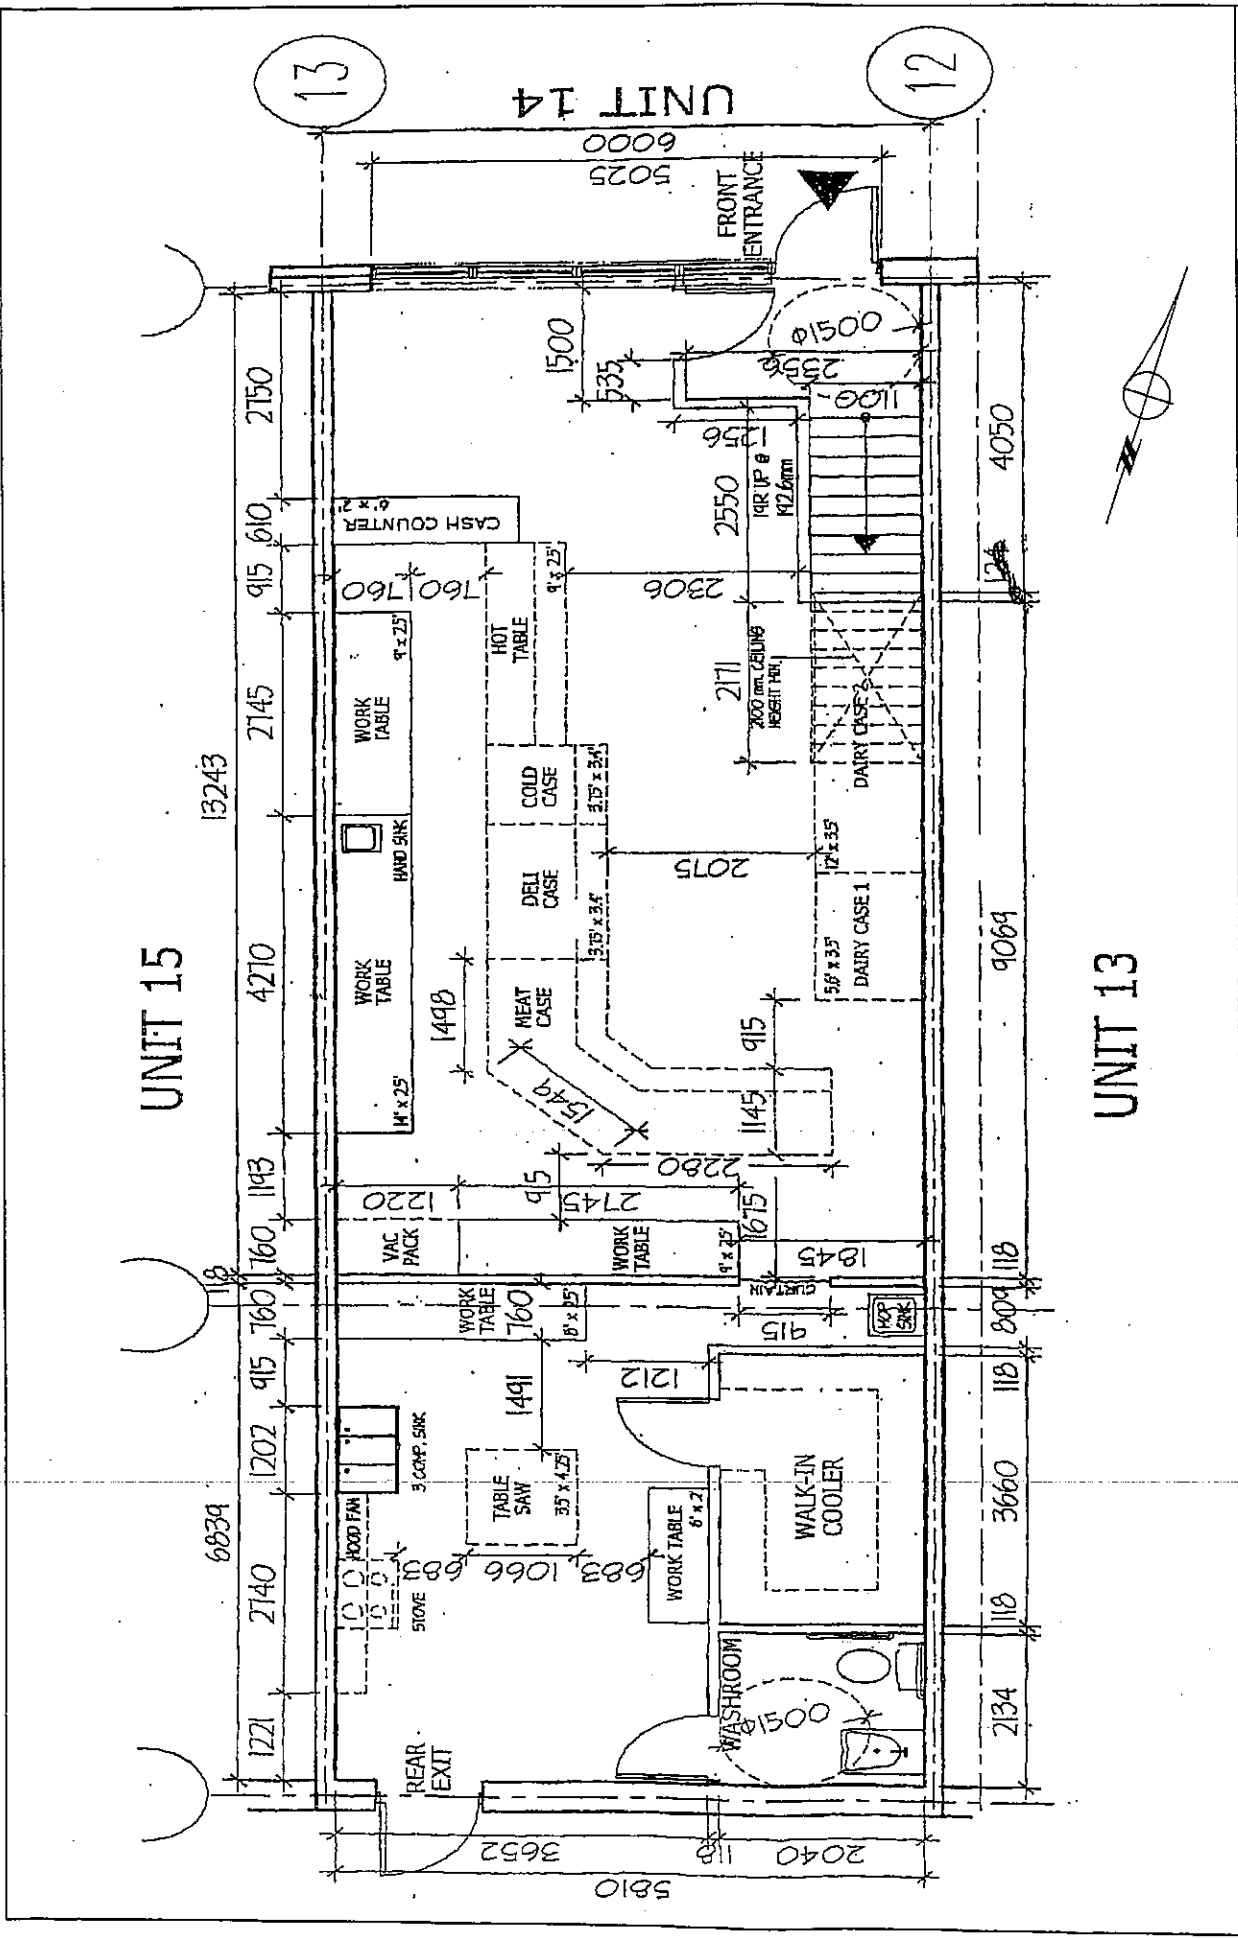 13
12
UNIT 14
6000
5025
FRONT
ENTRANCE
UNIT 15
13243
2750
610
915
2745
4270
1193
760
118
6839
760
915
1202
2740
1221
CASH COUNTER
6' x 2'
1500
535
Φ1500
2356
1100
1256
2550
19R UP @
192.6mm
4050
760
760
HOT
TABLE
9' x 2.5'
2306
WORK
TABLE
9' x 2.5'
2171
2100 mm. CEILING
HEIGHT MIN.
COLD
CASE
3.75' x 3.4'
DAIRY CASE 2
12' x 3.5'
HAND SINK
DELI
CASE
3.75' x 3.4'
2075
DAIRY CASE 1
5.6' x 3.5'
9069
UNIT 13
WORK
TABLE
14' x 2.5'
1498
MEAT
CASE
1549
915
1145
2280
915
1220
2745
1675
1845
VAC
PACK
WORK
TABLE
9' x 2.5'
CURTAIN
118
WORK
TABLE
8' x 2.5'
760
915
MOP
SINK
809
1491
1212
118
3 COMP. SINK
TABLE
SAW
3.5' x 4.25'
WALK-IN
COOLER
3660
HOOD FAN
STOVE
683
1066
683
WORK TABLE
6' x 2'
118
WASHROOM
Φ1500
2134
REAR
EXIT
3652
118
2040
5810